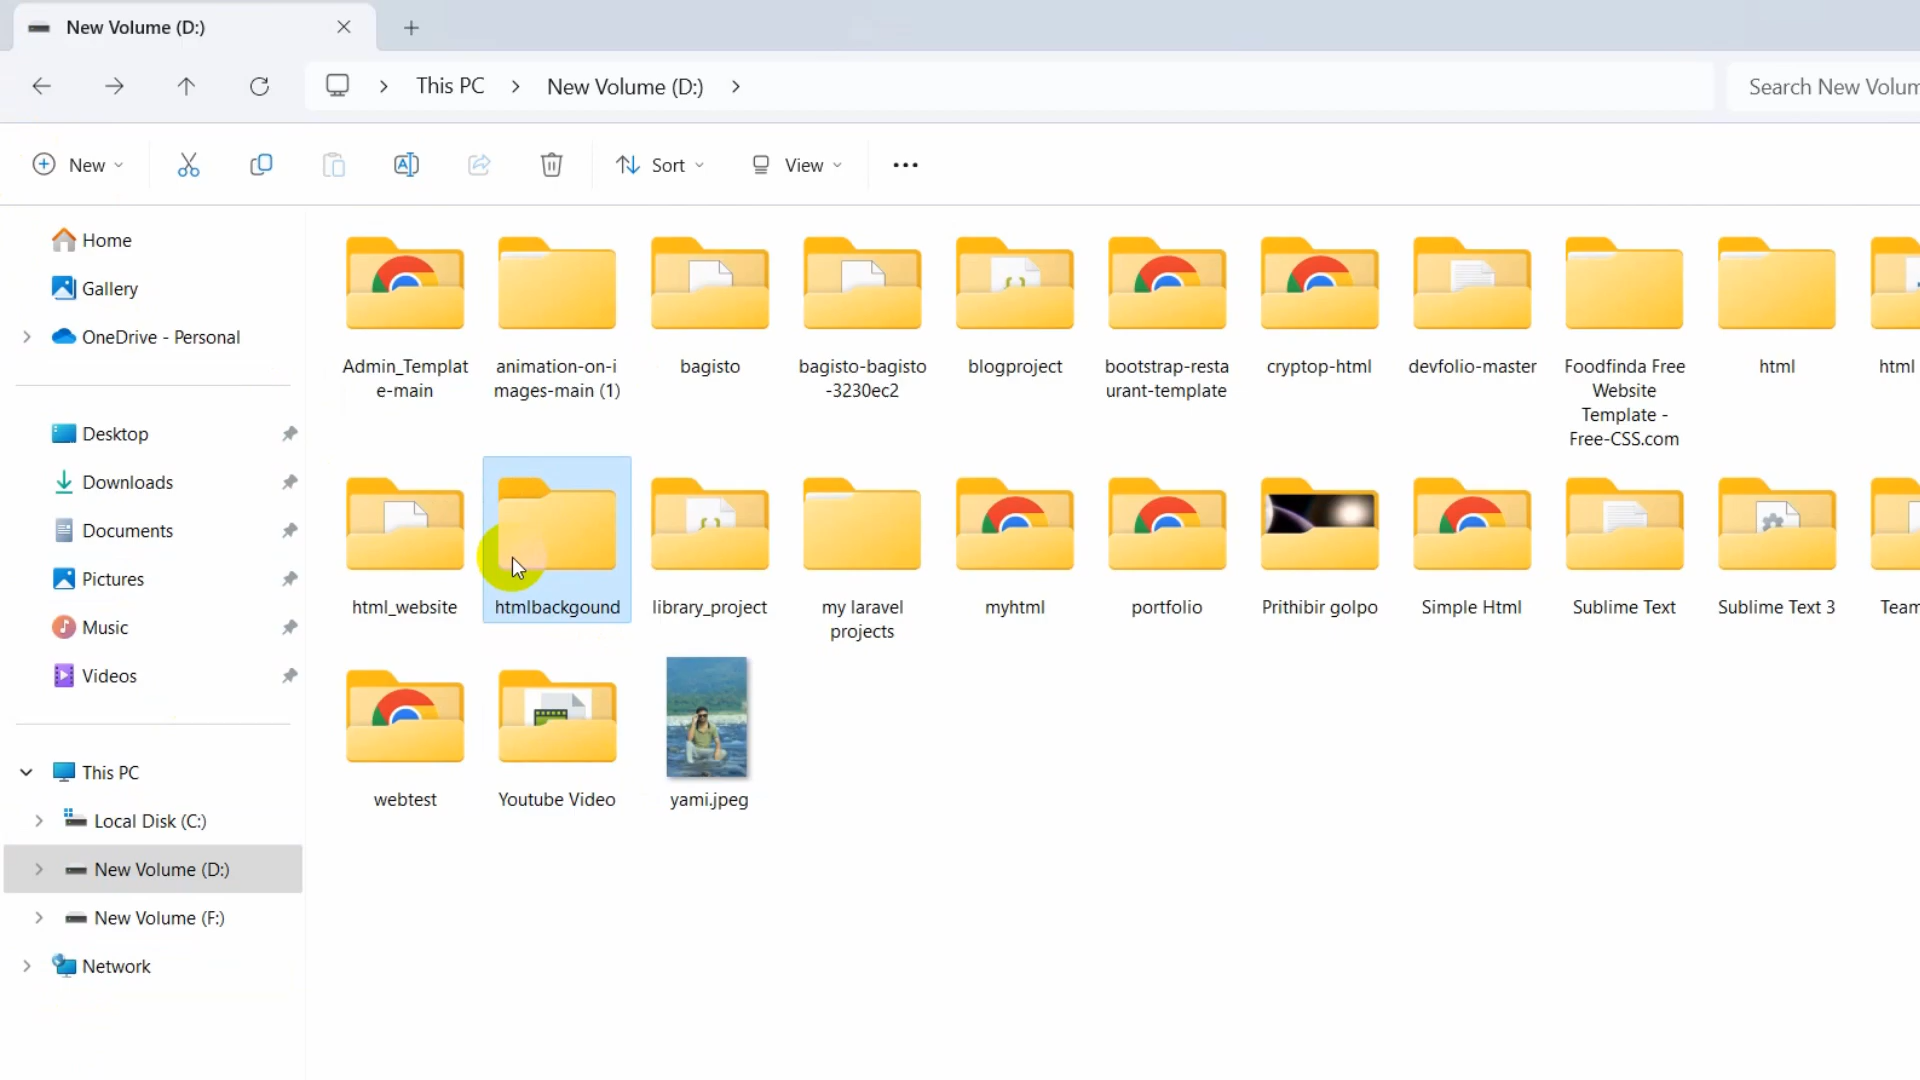 New Volume (D:)
This PC
New Volume (D:)
Search New Volum
New
Sort
View
Home
Gallery
OneDrive - Personal
Desktop
Downloads
Documents
Pictures
Music
Videos
This PC
Local Disk (C:)
New Volume (D:)
New Volume (F:)
Network
Admin_Templat
e-main
animation-on-i
mages-main (1)
bagisto
bagisto-bagisto
-3230ec2
blogproject
bootstrap-resta
urant-template
cryptop-html
devfolio-master
Foodfinda Free
Website
Template -
Free-CSS.com
html
html
html_website
htmlbackgound
library_project
my laravel
projects
myhtml
portfolio
Prithibir golpo
Simple Html
Sublime Text
Sublime Text 3
Team
webtest
Youtube Video
yami.jpeg